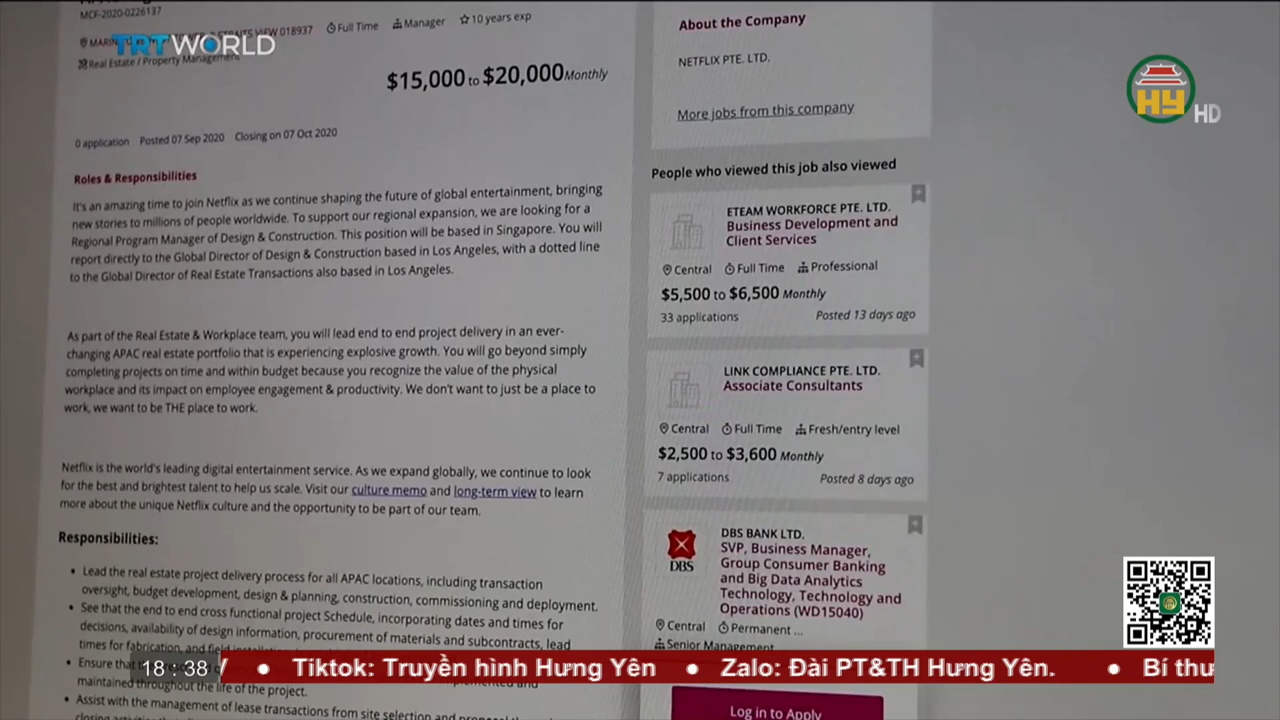 MCF-2020-0226137
VIEW 018937 Full Time Manager 10 years exp
TRT WORLD
Real Estate / Property Management
$15,000 to $20,000 Monthly
0 application Posted 07 Sep 2020 Closing on 07 Oct 2020
Roles & Responsibilities
It's an amazing time to join Netflix as we continue shaping the future of global entertainment, bringing
new stories to millions of people worldwide. To support our regional expansion, we are looking for a
Regional Program Manager of Design & Construction. This position will be based in Singapore. You will
report directly to the Global Director of Design & Construction based in Los Angeles, with a dotted line
to the Global Director of Real Estate Transactions also based in Los Angeles.
As part of the Real Estate & Workplace team, you will lead end to end project delivery in an ever-
changing APAC real estate portfolio that is experiencing explosive growth. You will go beyond simply
completing projects on time and within budget because you recognize the value of the physical
workplace and its impact on employee engagement & productivity. We don't want to just be a place to
work, we want to be THE place to work.
Netflix is the world's leading digital entertainment service. As we expand globally, we continue to look
for the best and brightest talent to help us scale. Visit our culture memo and long-term view to learn
more about the unique Netflix culture and the opportunity to be part of our team.
Responsibilities:
• Lead the real estate project delivery process for all APAC locations, including transaction
oversight, budget development, design & planning, construction, commissioning and deployment.
• See that the end to end cross functional project Schedule, incorporating dates and times for
decisions, availability of design information, procurement of materials and subcontracts, lead
times for fabrication, and
• Ensure that
maintained throughout the life of the project.
• Assist with the management of lease transactions from site selection and
About the Company
NETFLIX PTE. LTD.
More jobs from this company
People who viewed this job also viewed
ETEAM WORKFORCE PTE. LTD.
Business Development and
Client Services
Central Full Time Professional
$5,500 to $6,500 Monthly
33 applications Posted 13 days ago
LINK COMPLIANCE PTE. LTD.
Associate Consultants
Central Full Time Fresh/entry level
$2,500 to $3,600 Monthly
7 applications Posted 8 days ago
DBS
DBS BANK LTD.
SVP, Business Manager,
Group Consumer Banking
and Big Data Analytics
Technology, Technology and
Operations (WD15040)
Central Permanent ...
Senior Management
Log in to Apply
HY HD
18:38 • Tiktok: Truyền hình Hưng Yên • Zalo: Đài PT&TH Hưng Yên. • Bí thư